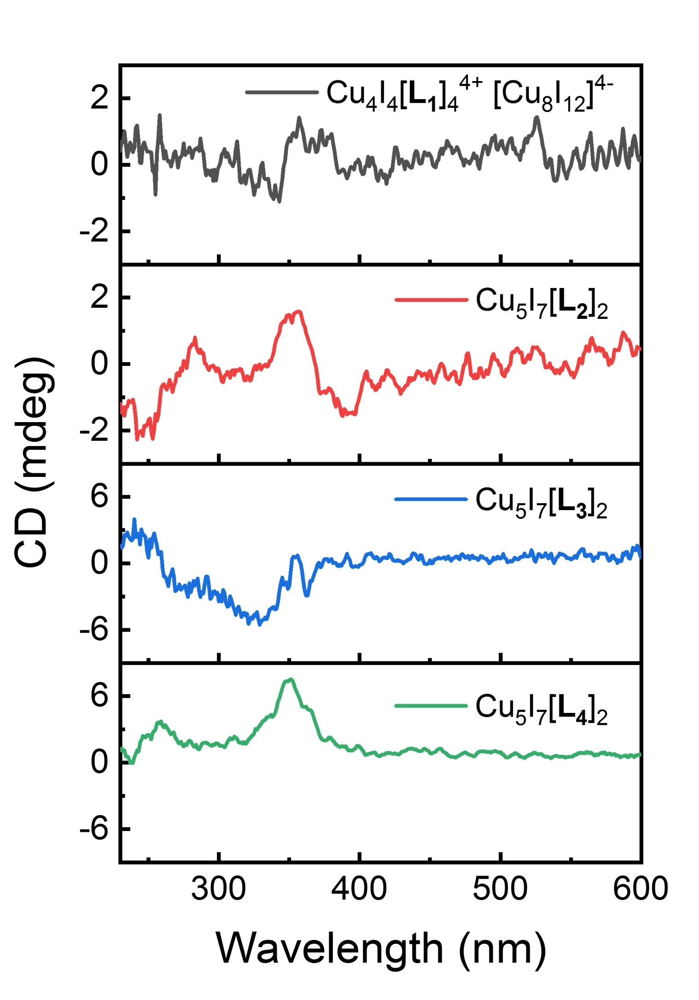 Cu₄I₄[L₁]₄⁴⁺ [Cu₈I₁₂]⁴⁻
2
0
-2
Cu₅I₇[L₂]₂
2
0
-2
Cu₅I₇[L₃]₂
6
0
-6
Cu₅I₇[L₄]₂
6
0
-6
CD (mdeg)
300 400 500 600
Wavelength (nm)